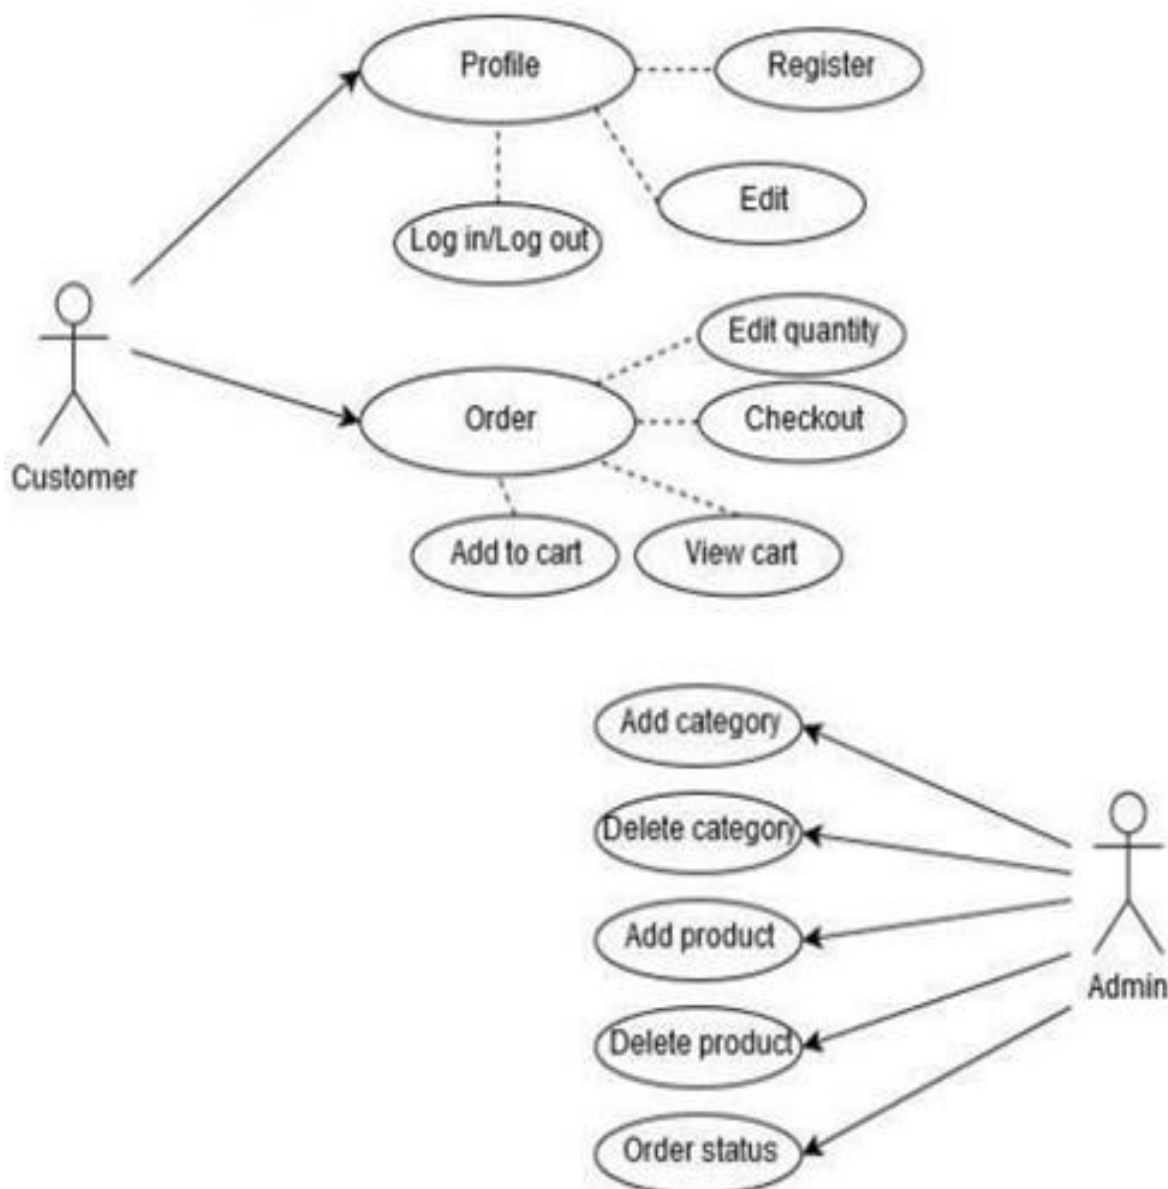 Profile
Register
Edit
Log in/Log out
Edit quantity
Order
Checkout
Customer
Add to cart
View cart
Add category
Delete category
Add product
Admin
Delete product
Order status